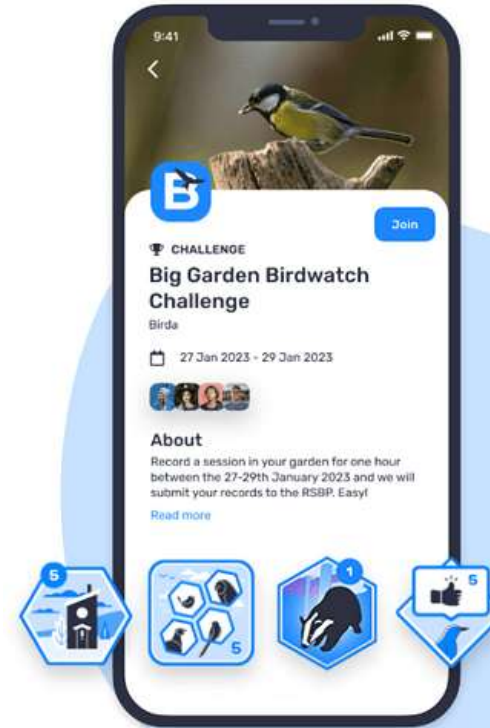 9:41
B
Join
CHALLENGE
Big Garden Birdwatch
Challenge
Birda
27 Jan 2023 - 29 Jan 2023
About
Record a session in your garden for one hour
between the 27-29th January 2023 and we will
submit your records to the RSBP. Easy!
Read more
5
5
1
5